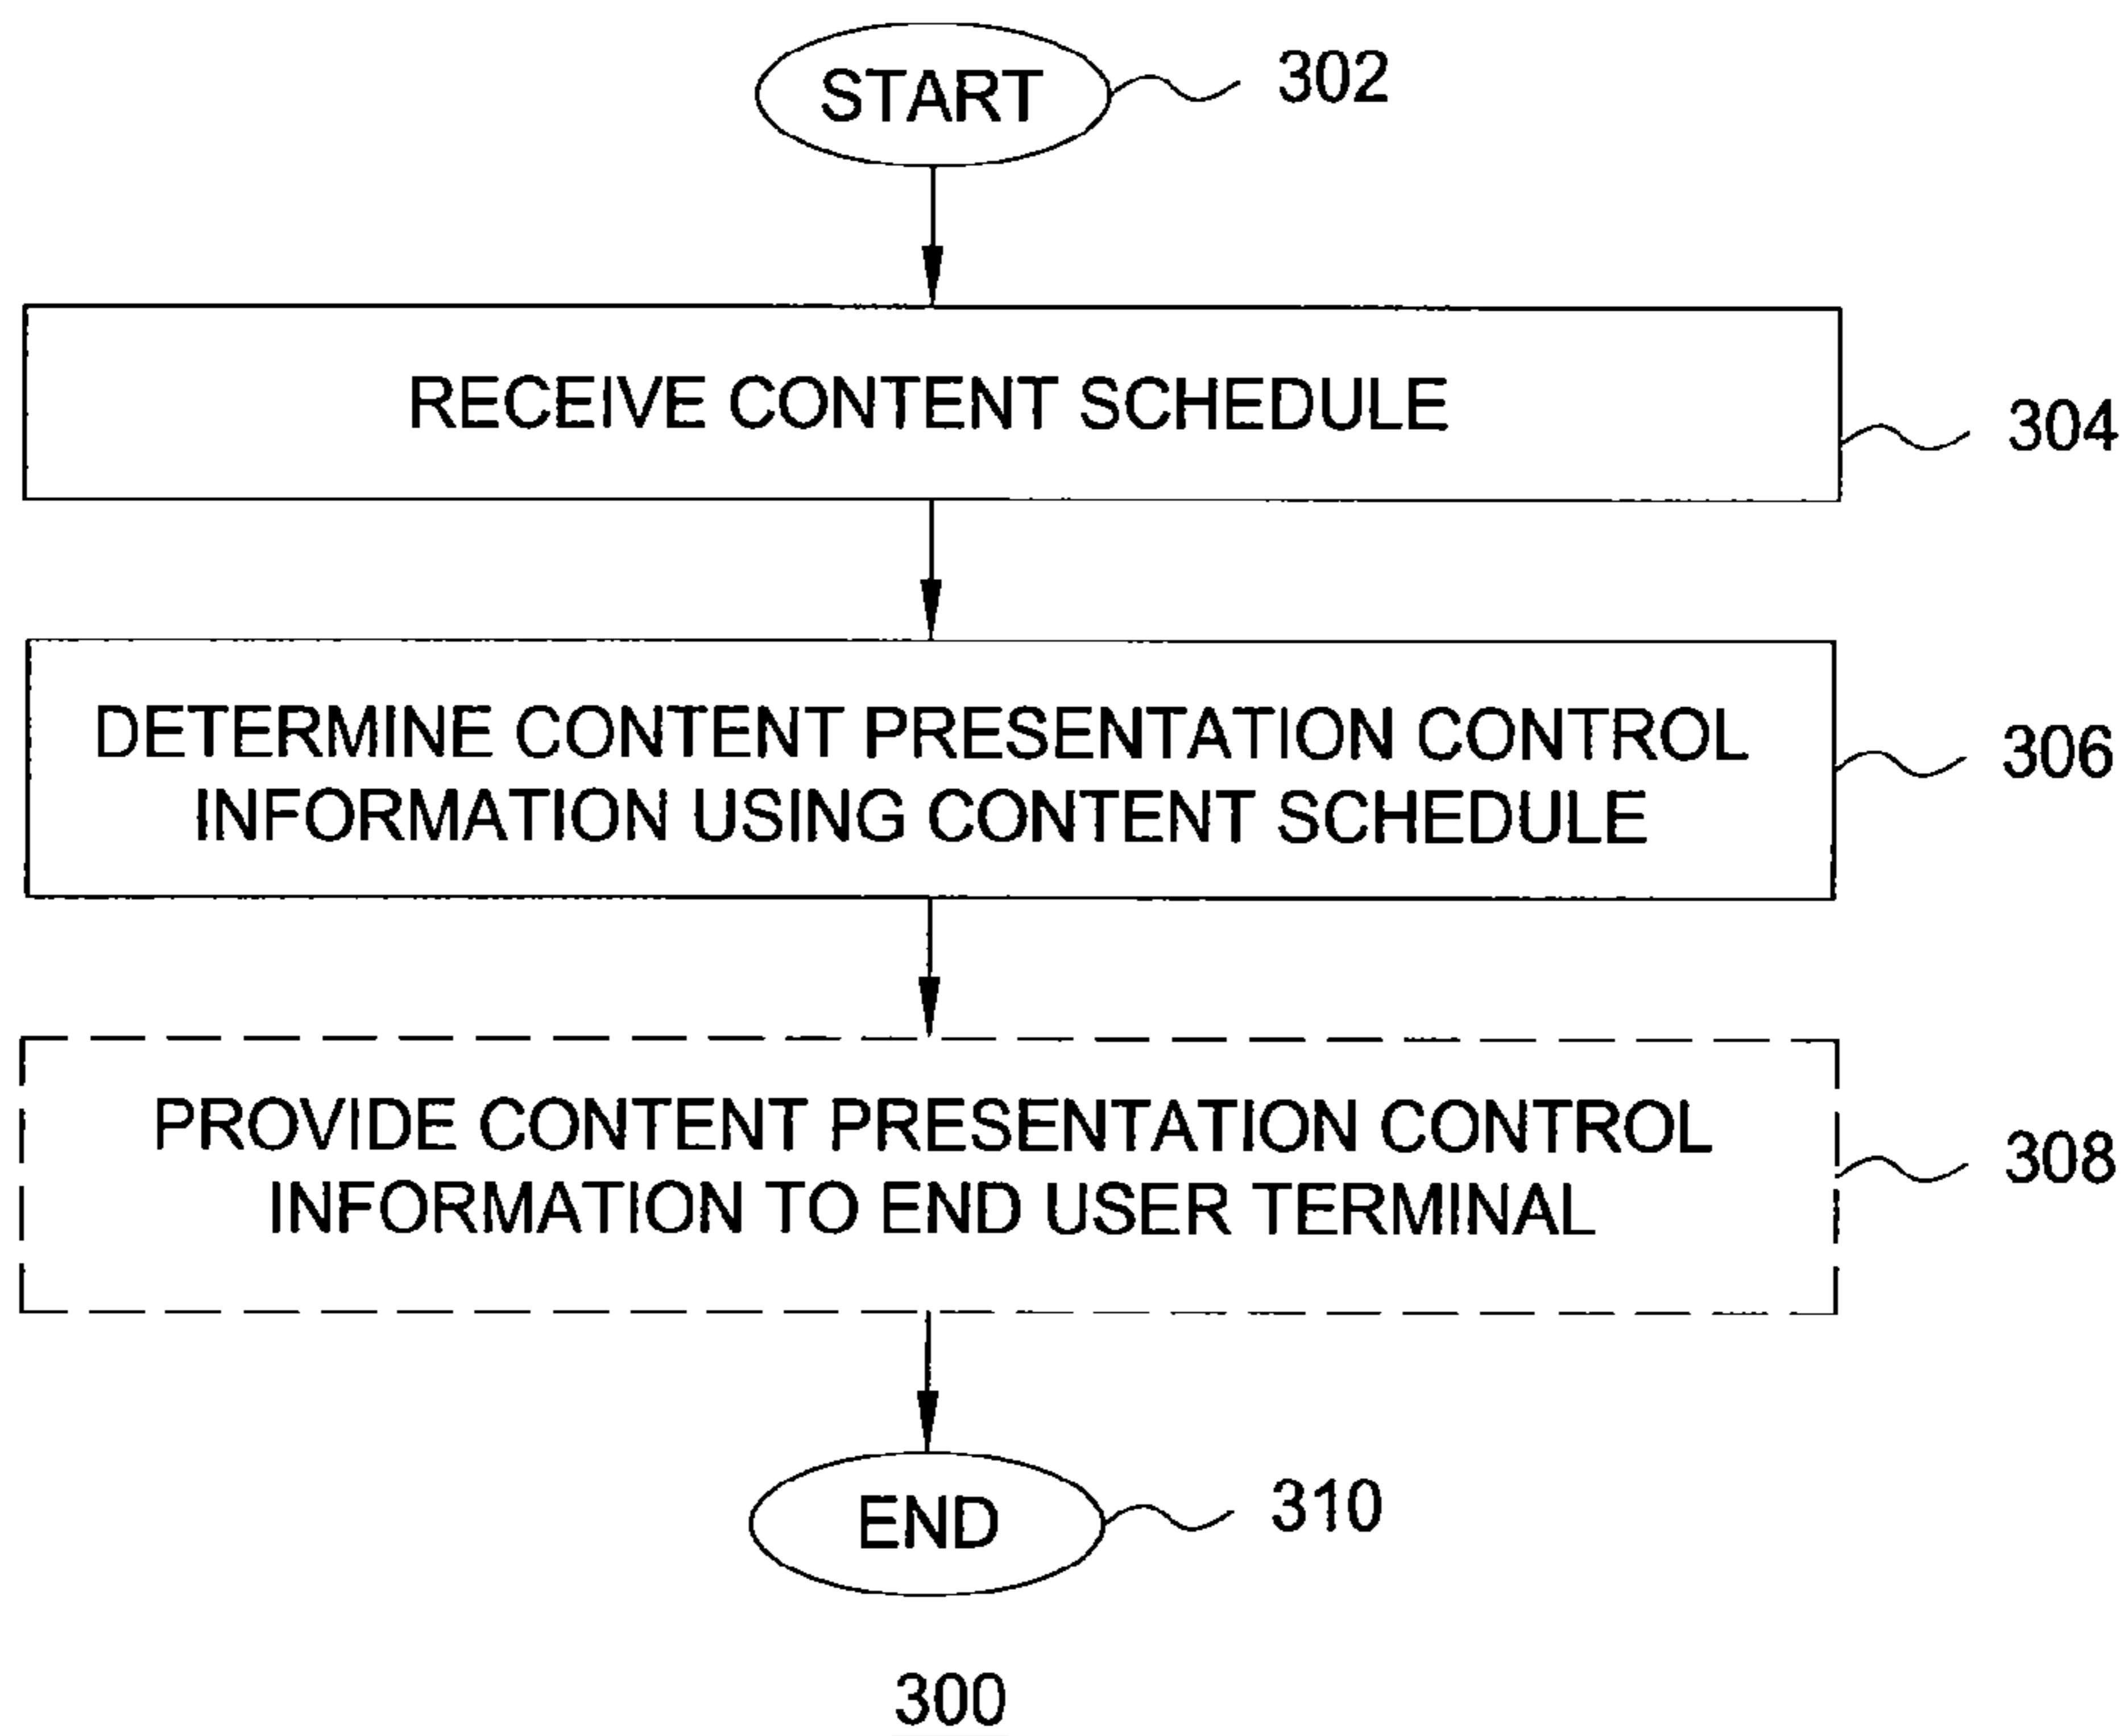 START
302
RECEIVE CONTENT SCHEDULE
304
DETERMINE CONTENT PRESENTATION CONTROL
INFORMATION USING CONTENT SCHEDULE
306
PROVIDE CONTENT PRESENTATION CONTROL
INFORMATION TO END USER TERMINAL
308
END
310
300